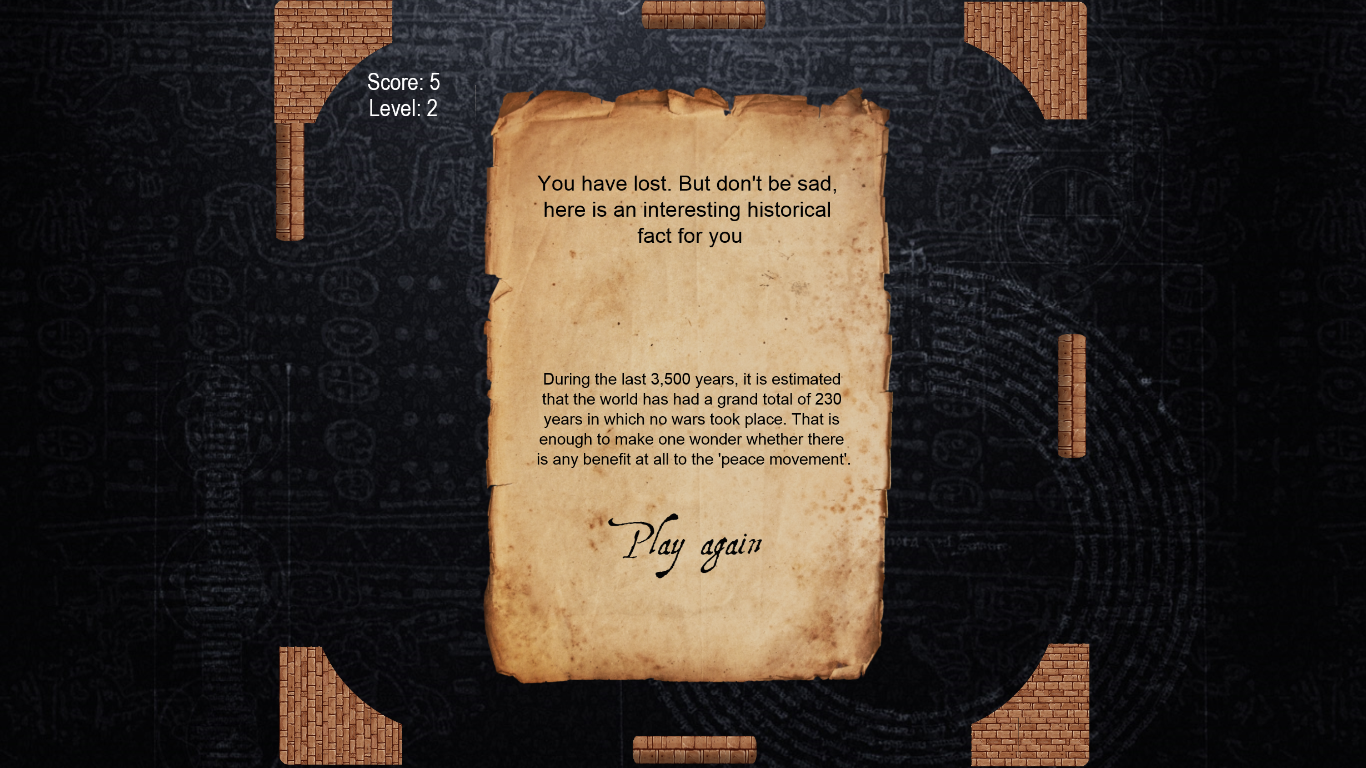 Score: 5
Level: 2
You have lost. But don't be sad,
here is an interesting historical
fact for you
During the last 3,500 years, it is estimated
that the world has had a grand total of 230
years in which no wars took place. That is
enough to make one wonder whether there
is any benefit at all to the 'peace movement'.
Play again